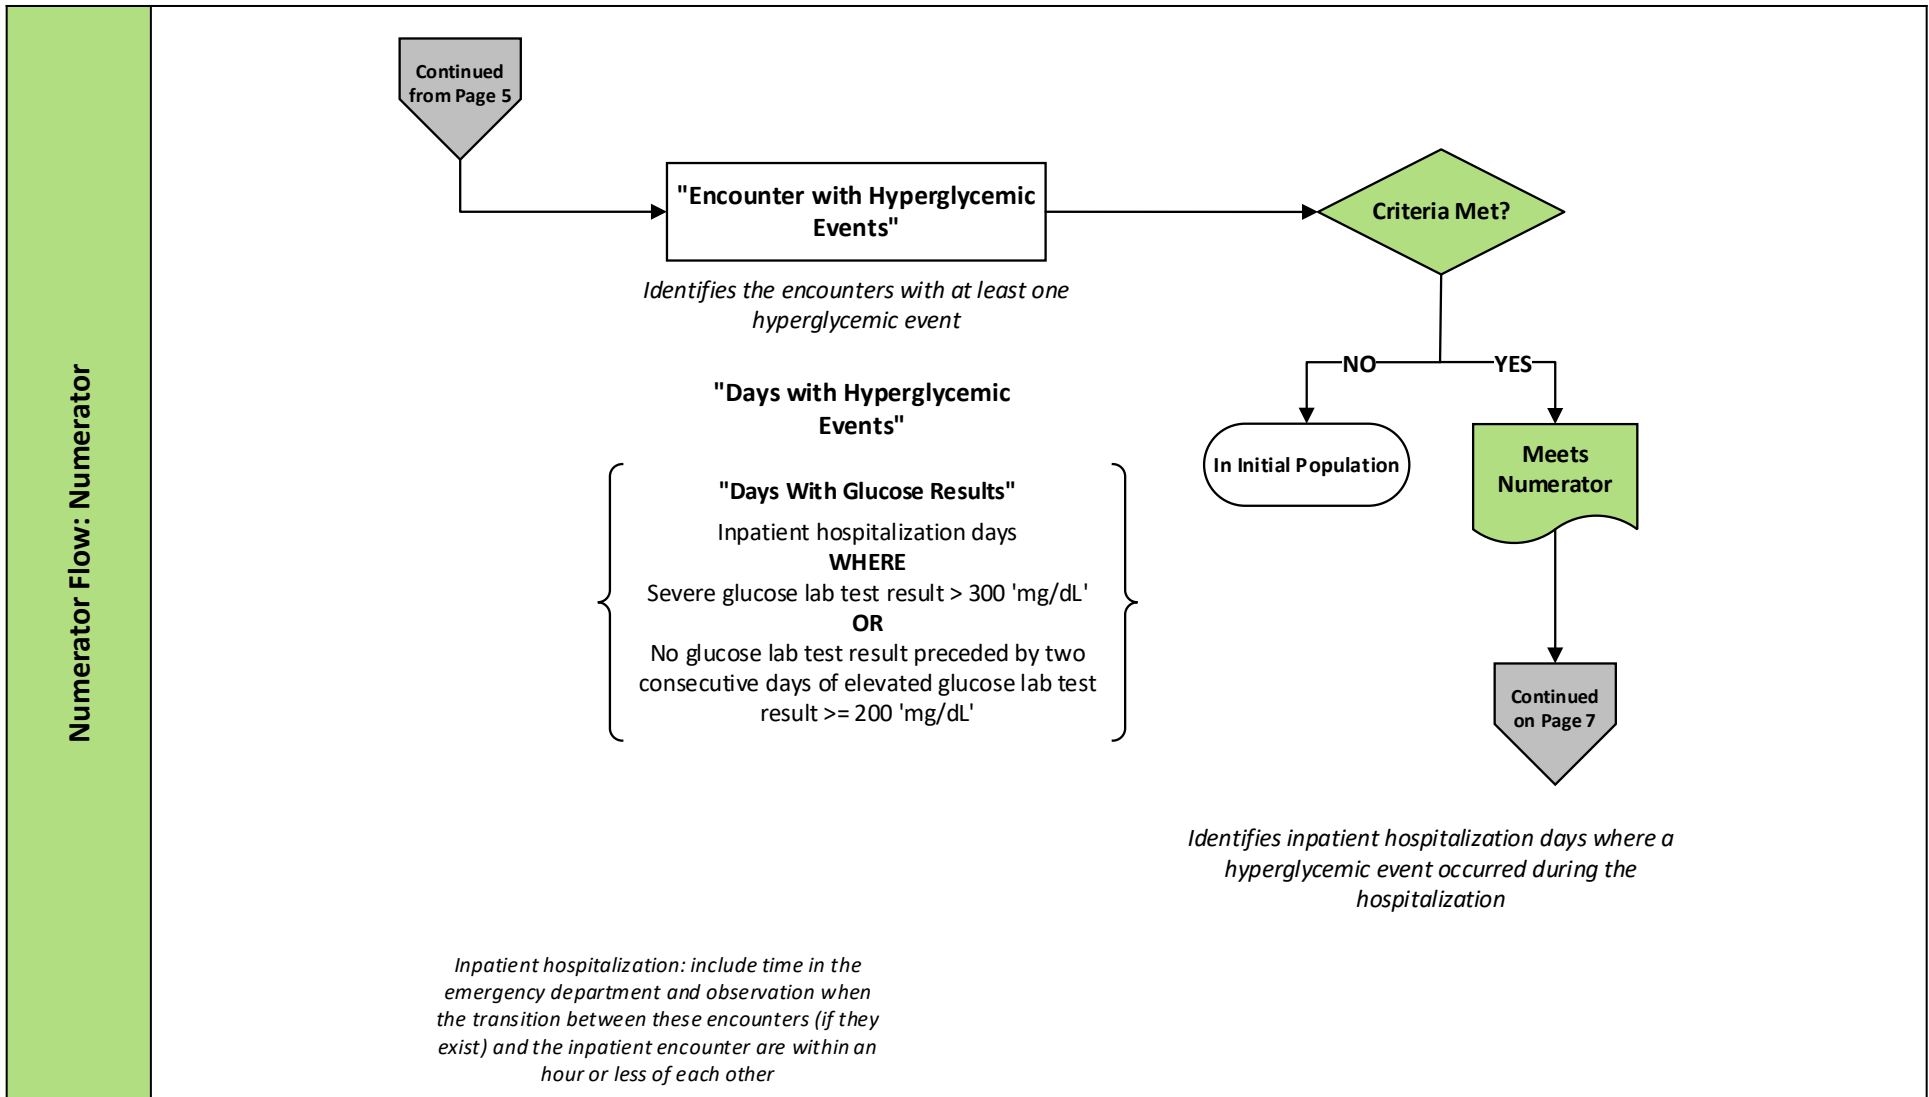 Numerator Flow: Numerator
Continued
from Page 5
"Encounter with Hyperglycemic
Events"
Criteria Met?
Identifies the encounters with at least one
hyperglycemic event
NO
YES
"Days with Hyperglycemic
Events"
In Initial Population
Meets
Numerator
"Days With Glucose Results"
Inpatient hospitalization days
WHERE
Severe glucose lab test result > 300 'mg/dL'
OR
No glucose lab test result preceded by two
consecutive days of elevated glucose lab test
result >= 200 'mg/dL'
Continued
on Page 7
Identifies inpatient hospitalization days where a
hyperglycemic event occurred during the
hospitalization
Inpatient hospitalization: include time in the
emergency department and observation when
the transition between these encounters (if they
exist) and the inpatient encounter are within an
hour or less of each other